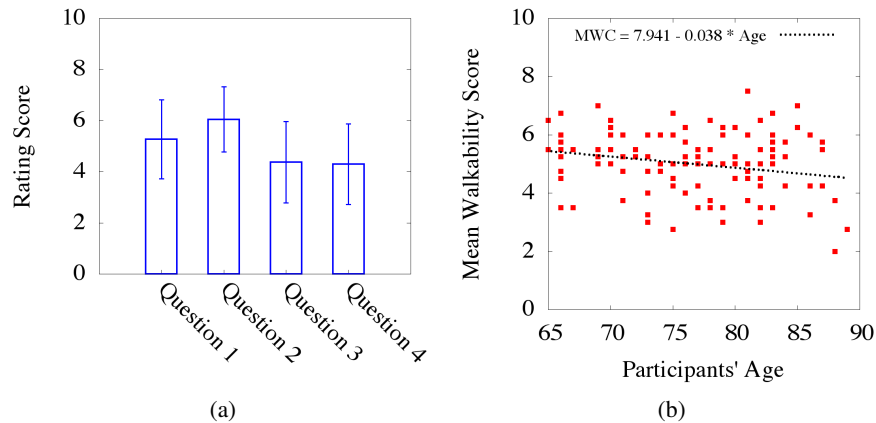 10
8
6
4
2
0
Rating Score
Question 1
Question 2
Question 3
Question 4
(a)
MWC = 7.941 - 0.038 * Age
10
8
6
4
2
0
Mean Walkability Score
65
70
75
80
85
90
Participants' Age
(b)